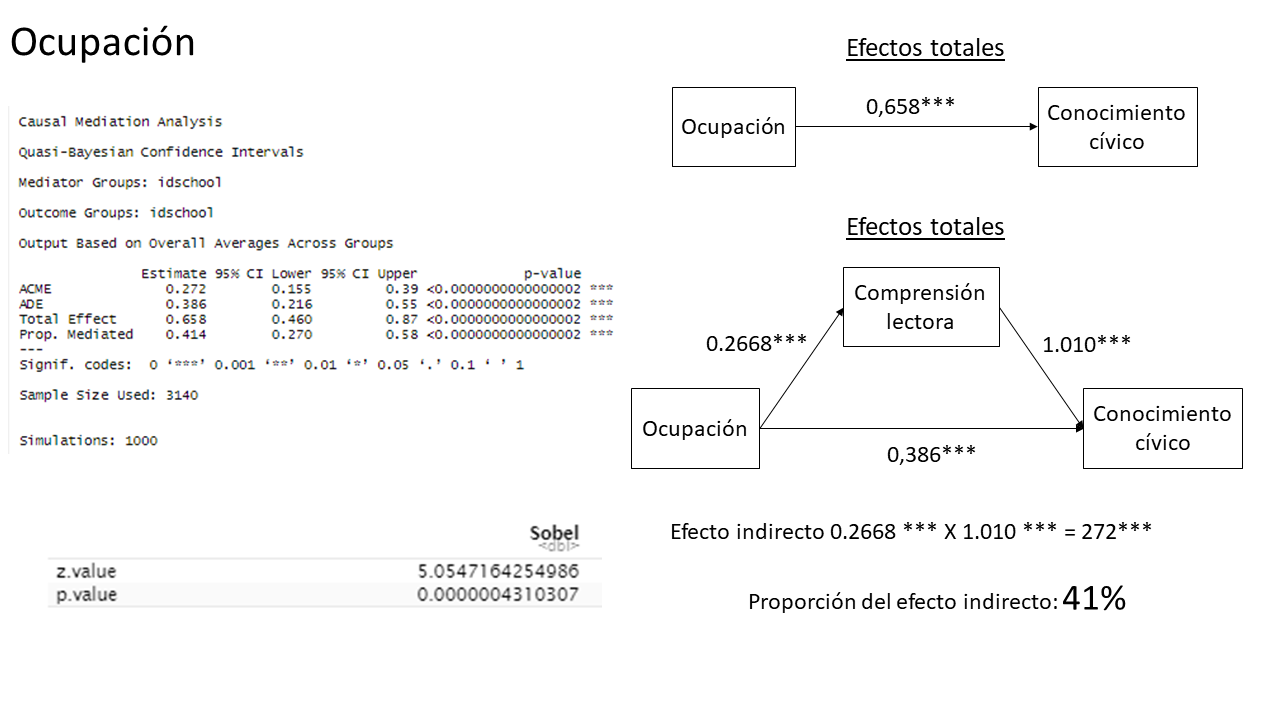 Ocupación
Causal Mediation Analysis
Quasi-Bayesian Confidence Intervals
Mediator Groups: idschool
Outcome Groups: idschool
Output Based on Overall Averages Across Groups
Estimate 95% CI Lower 95% CI Upper p-value
ACME 0.272 0.155 0.39 <0.0000000000000002 ***
ADE 0.386 0.216 0.55 <0.0000000000000002 ***
Total Effect 0.658 0.460 0.87 <0.0000000000000002 ***
Prop. Mediated 0.414 0.270 0.58 <0.0000000000000002 ***
---
Signif. codes: 0 ‘***’ 0.001 ‘**’ 0.01 ‘*’ 0.05 ‘.’ 0.1 ‘ ’ 1
Sample Size Used: 3140
Simulations: 1000
Sobel
<dbl>
z.value 5.0547164254986
p.value 0.0000004310307
Efectos totales
Ocupación
0,658***
Conocimiento
cívico
Efectos totales
Comprensión
lectora
0.2668***
1.010***
Ocupación
Conocimiento
cívico
0,386***
Efecto indirecto 0.2668 *** X 1.010 *** = 272***
Proporción del efecto indirecto: 41%